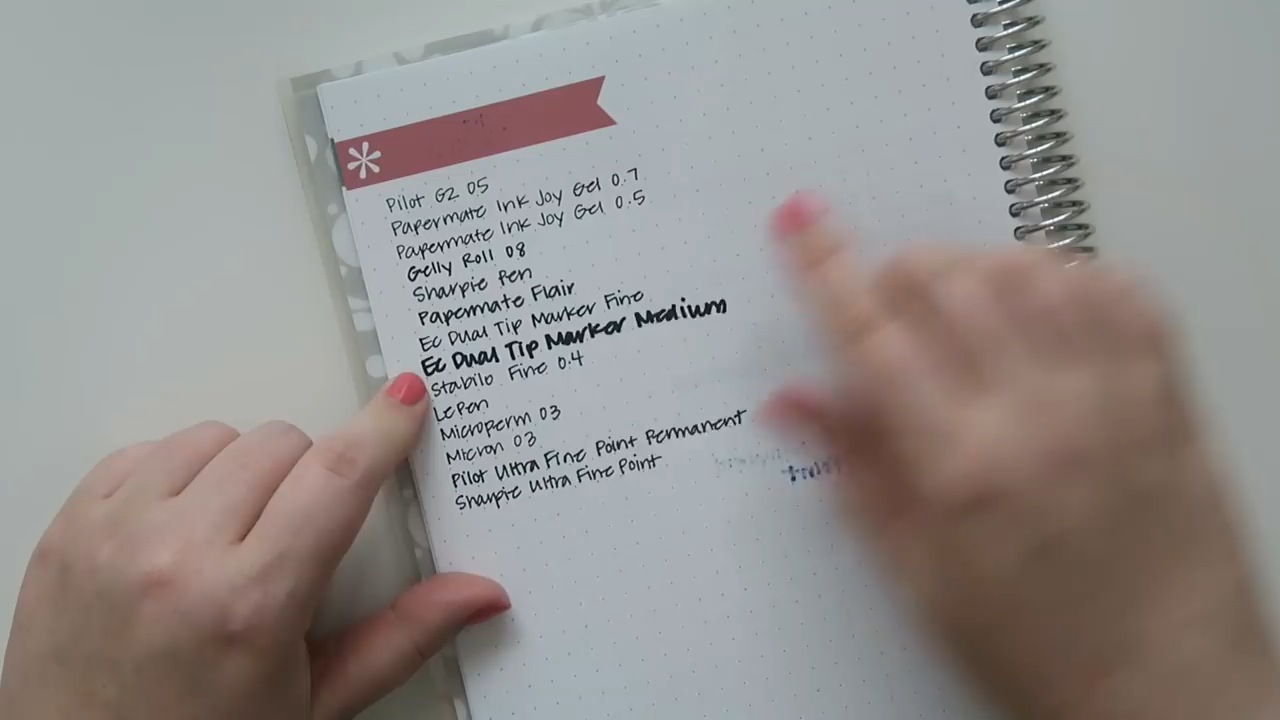 Pilot G2 05
Papermate Ink Joy Gel 0.7
Papermate Ink Joy Gel 0.5
Gelly Roll 08
Sharpie Pen
Papermate Flair
Ec Dual Tip Marker Fine
Ec Dual Tip Marker Medium
Stabilo Fine 0.4
Le Pen
Microperm 03
Micron 03
Pilot Ultra Fine Point Permanent
Sharpie Ultra Fine Point